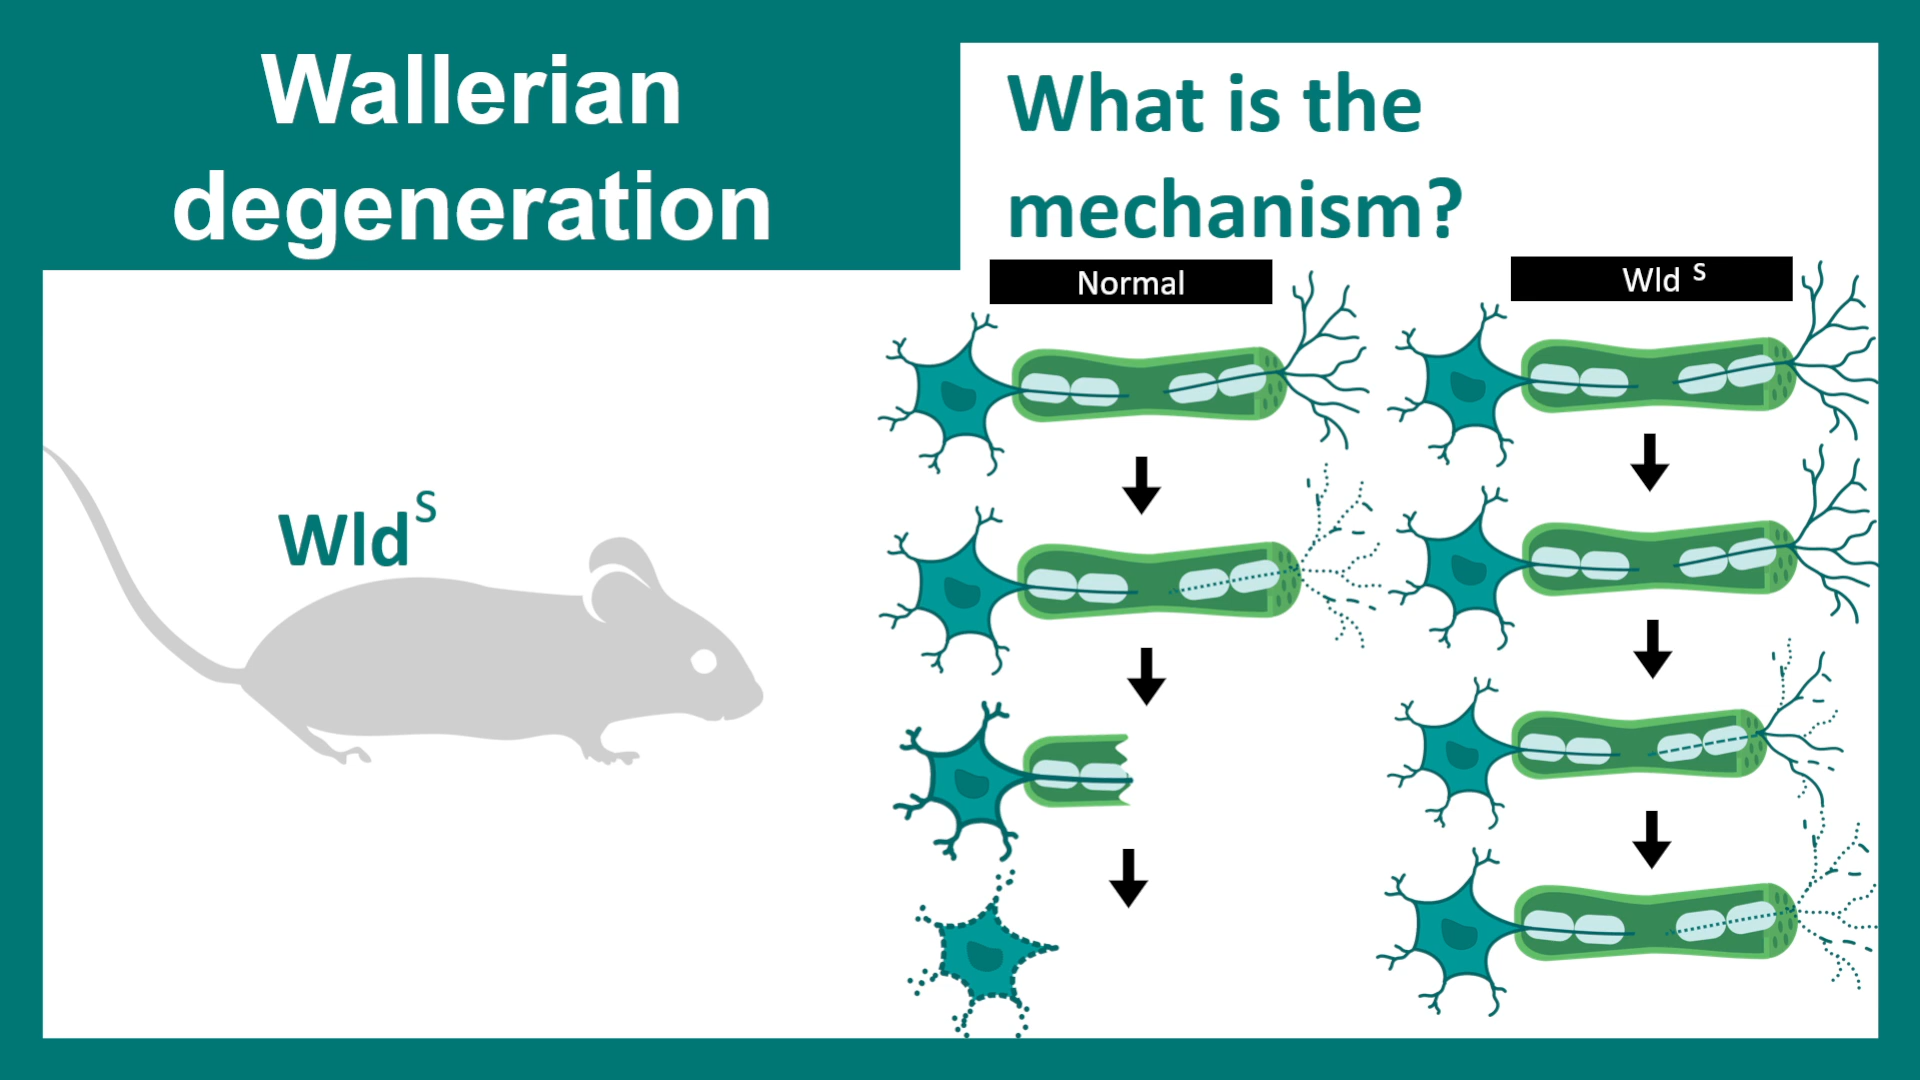 Wallerian
degeneration
What is the
mechanism?
Normal
Wld S
Wld S